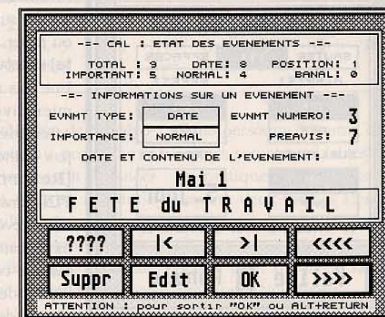 -=- CAL : ETAT DES EVENEMENTS -=-
TOTAL : 9 DATE: 8 POSITION: 1
IMPORTANT: 5 NORMAL: 4 BANAL: 0
-=- INFORMATIONS SUR UN EVENEMENT -=-
EVNMT TYPE: DATE EVNMT NUMERO: 3
IMPORTANCE: NORMAL PREAVIS: 7
DATE ET CONTENU DE L'EVENEMENT:
Mai 1
FETE du TRAVAIL
???? |< >| <<<<
Suppr Edit OK >>>>
ATTENTION : pour sortir "OK" ou ALT+RETURN